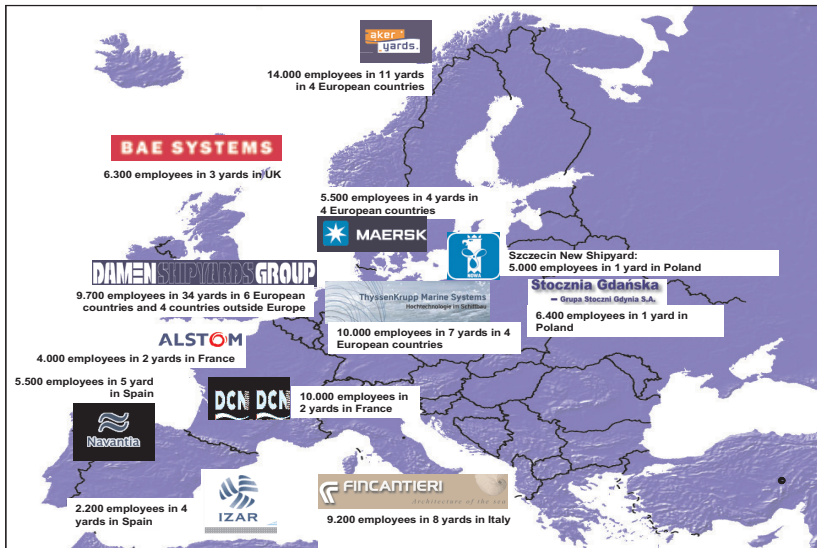 aker
yards.
14.000 employees in 11 yards
in 4 European countries
BAE SYSTEMS
6.300 employees in 3 yards in UK
5.500 employees in 4 yards in
4 European countries
MAERSK
NOWA
Szczecin New Shipyard:
5.000 employees in 1 yard in Poland
DAMEN SHIPYARDS GROUP
9.700 employees in 34 yards in 6 European
countries and 4 countries outside Europe
ThyssenKrupp Marine Systems
Hochtechnologie im Schiffbau
10.000 employees in 7 yards in 4
European countries
Stocznia Gdańska
– Grupa Stoczni Gdynia S.A.
6.400 employees in 1 yard in
Poland
ALSTOM
4.000 employees in 2 yards in France
5.500 employees in 5 yard
in Spain
Navantia
DCN DCN
10.000 employees in
2 yards in France
2.200 employees in 4
yards in Spain
IZAR
FINCANTIERI
Architecture of the sea
9.200 employees in 8 yards in Italy